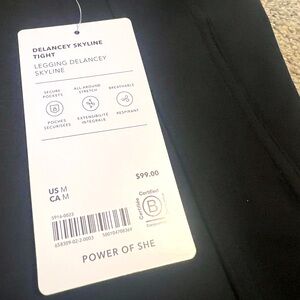 DELANCEY SKYLINE
TIGHT
LEGGING DELANCEY
SKYLINE
SECURE
POCKETS
ALL-AROUND
STRETCH
BREATHABLE
POCHES
SÉCURISÉES
EXTENSIBILITÉ
INTÉGRALE
RESPIRANT
US M
CA M
$99.00
Certified
B
Corporation
POWER OF SHE